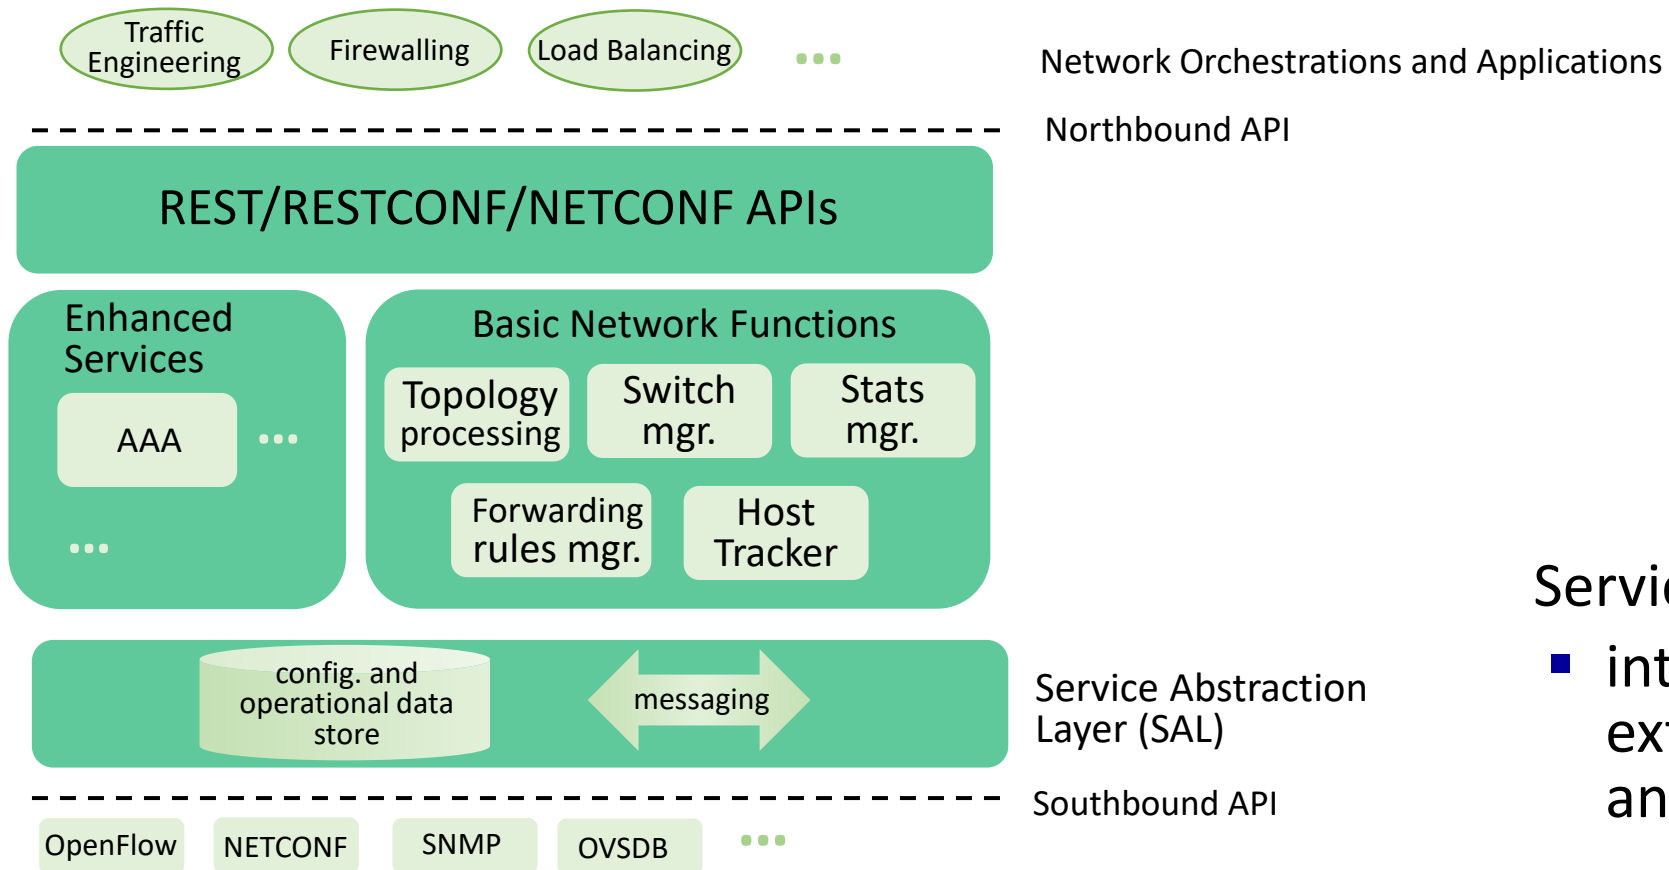 Traffic
Engineering
Firewalling
Load Balancing
...
Network Orchestrations and Applications
Northbound API
REST/RESTCONF/NETCONF APIs
Enhanced
Services
AAA
...
...
Basic Network Functions
Topology
processing
Switch
mgr.
Stats
mgr.
Forwarding
rules mgr.
Host
Tracker
config. and
operational data
store
messaging
Service Abstraction
Layer (SAL)
Southbound API
OpenFlow
NETCONF
SNMP
OVSDB
...